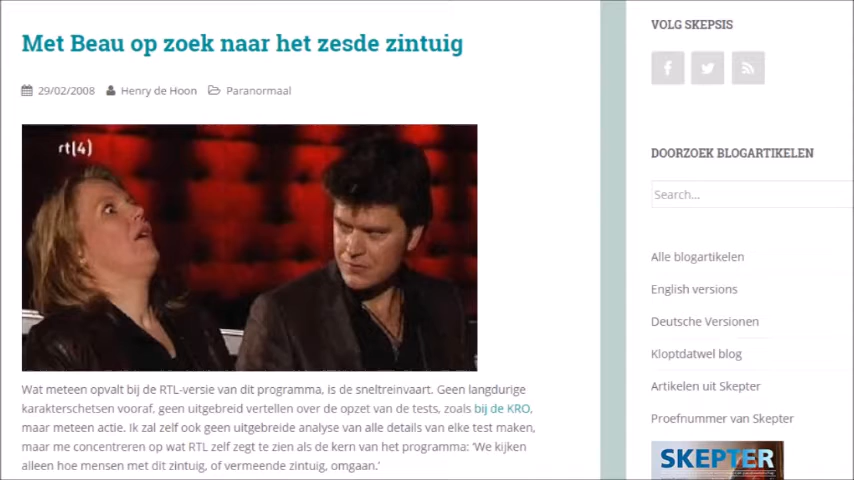 Met Beau op zoek naar het zesde zintuig
29/02/2008 Henry de Hoon Paranormaal
rtl(4)
Wat meteen opvalt bij de RTL-versie van dit programma, is de sneltreinvaart. Geen langdurige
karakterschetsen vooraf, geen uitgebreid vertellen over de opzet van de tests, zoals bij de KRO,
maar meteen actie. Ik zal zelf ook geen uitgebreide analyse van alle details van elke test maken,
maar me concentreren op wat RTL zelf zegt te zien als de kern van het programma: ‘We kijken
alleen hoe mensen met dit zintuig, of vermeende zintuig, omgaan.’
VOLG SKEPSIS
DOORZOEK BLOGARTIKELEN
Search...
Alle blogartikelen
English versions
Deutsche Versionen
Kloptdatwel blog
Artikelen uit Skepter
Proefnummer van Skepter
SKEPTER